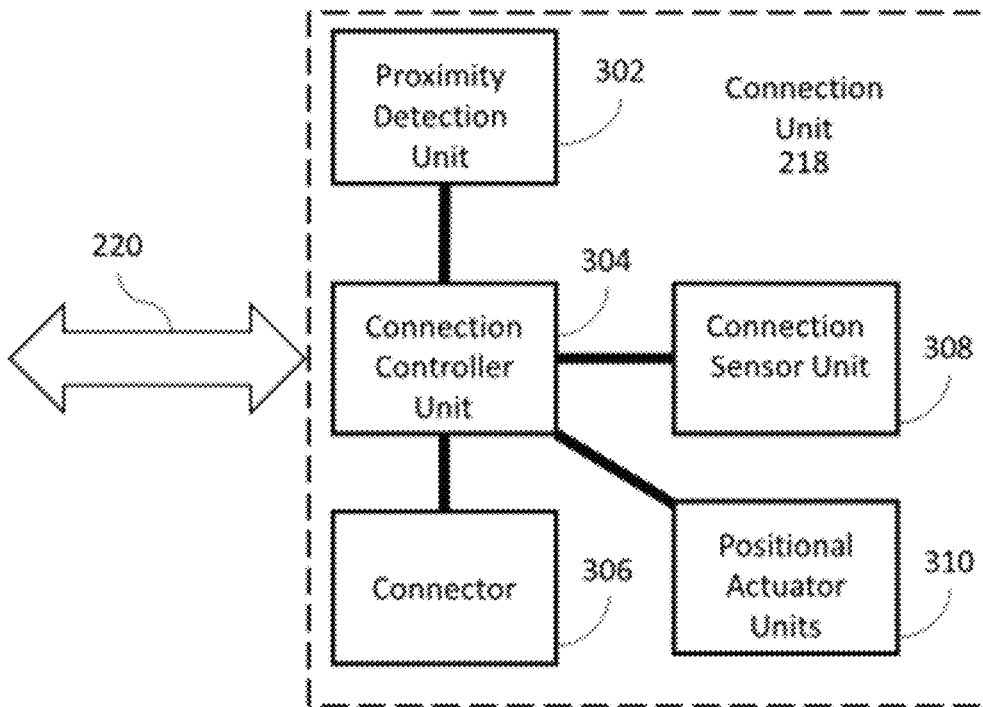 Proximity
Detection
Unit
302
Connection
Unit
218
220
Connection
Controller
Unit
304
Connection
Sensor Unit
308
Connector
306
Positional
Actuator
Units
310